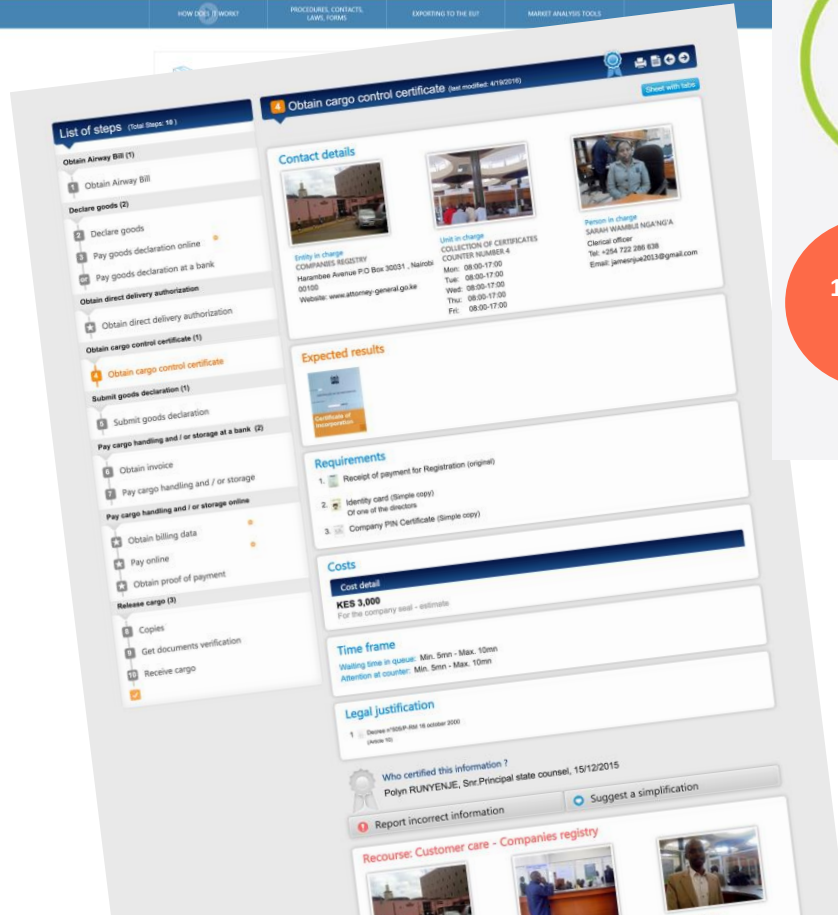 HOW DOES IT WORK?
PROCEDURES, CONTACTS,
LAWS, FORMS
EXPORTING TO THE EU?
MARKET ANALYSIS TOOLS
List of steps (Total Steps: 10 )
Obtain Airway Bill (1)
1 Obtain Airway Bill
Declare goods (2)
2 Declare goods
3 Pay goods declaration online
or Pay goods declaration at a bank
Obtain direct delivery authorization
Obtain direct delivery authorization
Obtain cargo control certificate (1)
4 Obtain cargo control certificate
Submit goods declaration (1)
5 Submit goods declaration
Pay cargo handling and / or storage at a bank (2)
6 Obtain invoice
7 Pay cargo handling and / or storage
Pay cargo handling and / or storage online
Obtain billing data
Pay online
Obtain proof of payment
Release cargo (3)
8 Copies
9 Get documents verification
10 Receive cargo
4 Obtain cargo control certificate (last modified: 4/19/2016)
Sheet with tabs
Contact details
Entity in charge
COMPANIES REGISTRY
Harambee Avenue P.O Box 30031 , Nairobi
00100
Website: www.attorney-general.go.ke
Unit in charge
COLLECTION OF CERTIFICATES
COUNTER NUMBER 4
Mon: 08:00-17:00
Tue: 08:00-17:00
Wed: 08:00-17:00
Thu: 08:00-17:00
Fri: 08:00-17:00
Person in charge
SARAH WAMBUI NGA'NG'A
Clerical officer
Tel: +254 722 286 638
Email: jamesnjue2013@gmail.com
Expected results
Certificate of
Incorporation
Requirements
1. Receipt of payment for Registration (original)
2. Identity card (Simple copy)
Of one of the directors
3. Company PIN Certificate (Simple copy)
Costs
Cost detail
KES 3,000
For the company seal - estimate
Time frame
Waiting time in queue: Min. 5mn - Max. 10mn
Attention at counter: Min. 5mn - Max. 10mn
Legal justification
1 Decree n°505/P-RM 16 october 2000
(Article 10)
Who certified this information ?
Polyn RUNYENJE, Snr.Principal state counsel, 15/12/2015
Report incorrect information
Suggest a simplification
Recourse: Customer care - Companies registry
1